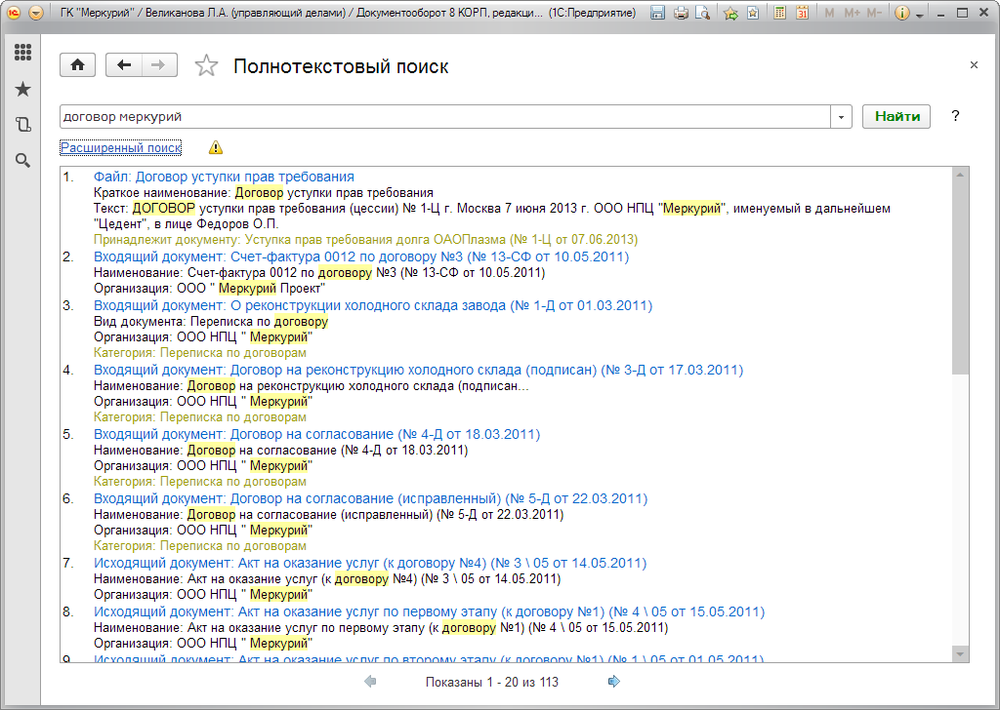 ГК "Меркурий" / Великанова Л.А. (управляющий делами) / Документооборот 8 КОРП, редакци... (1С:Предприятие)
M M+ M-
Полнотекстовый поиск
договор меркурий
Найти
?
Расширенный поиск
1. Файл: Договор уступки прав требования
Краткое наименование: Договор уступки прав требования
Текст: ДОГОВОР уступки прав требования (цессии) № 1-Ц г. Москва 7 июня 2013 г. ООО НПЦ "Меркурий", именуемый в дальнейшем
"Цедент", в лице Федоров О.П.
Принадлежит документу: Уступка прав требования долга ОАОПлазма (№ 1-Ц от 07.06.2013)
2. Входящий документ: Счет-фактура 0012 по договору №3 (№ 13-СФ от 10.05.2011)
Наименование: Счет-фактура 0012 по договору №3 (№ 13-СФ от 10.05.2011)
Организация: ООО " Меркурий Проект"
3. Входящий документ: О реконструкции холодного склада завода (№ 1-Д от 01.03.2011)
Вид документа: Переписка по договору
Организация: ООО НПЦ " Меркурий"
Категория: Переписка по договорам
4. Входящий документ: Договор на реконструкцию холодного склада (подписан) (№ 3-Д от 17.03.2011)
Наименование: Договор на реконструкцию холодного склада (подписан...
Организация: ООО НПЦ " Меркурий"
Категория: Переписка по договорам
5. Входящий документ: Договор на согласование (№ 4-Д от 18.03.2011)
Наименование: Договор на согласование (№ 4-Д от 18.03.2011)
Организация: ООО НПЦ " Меркурий"
Категория: Переписка по договорам
6. Входящий документ: Договор на согласование (исправленный) (№ 5-Д от 22.03.2011)
Наименование: Договор на согласование (исправленный) (№ 5-Д от 22.03.2011)
Организация: ООО НПЦ " Меркурий"
Категория: Переписка по договорам
7. Исходящий документ: Акт на оказание услуг (к договору №4) (№ 3 \ 05 от 14.05.2011)
Наименование: Акт на оказание услуг (к договору №4) (№ 3 \ 05 от 14.05.2011)
Организация: ООО НПЦ " Меркурий"
8. Исходящий документ: Акт на оказание услуг по первому этапу (к договору №1) (№ 4 \ 05 от 15.05.2011)
Наименование: Акт на оказание услуг по первому этапу (к договору №1) (№ 4 \ 05 от 15.05.2011)
Организация: ООО НПЦ " Меркурий"
9. Исходящий документ: Акт на оказание услуг по второму этапу (к договору №1) (№ 1 \ 05 от 01.05.2011)
Показаны 1 - 20 из 113